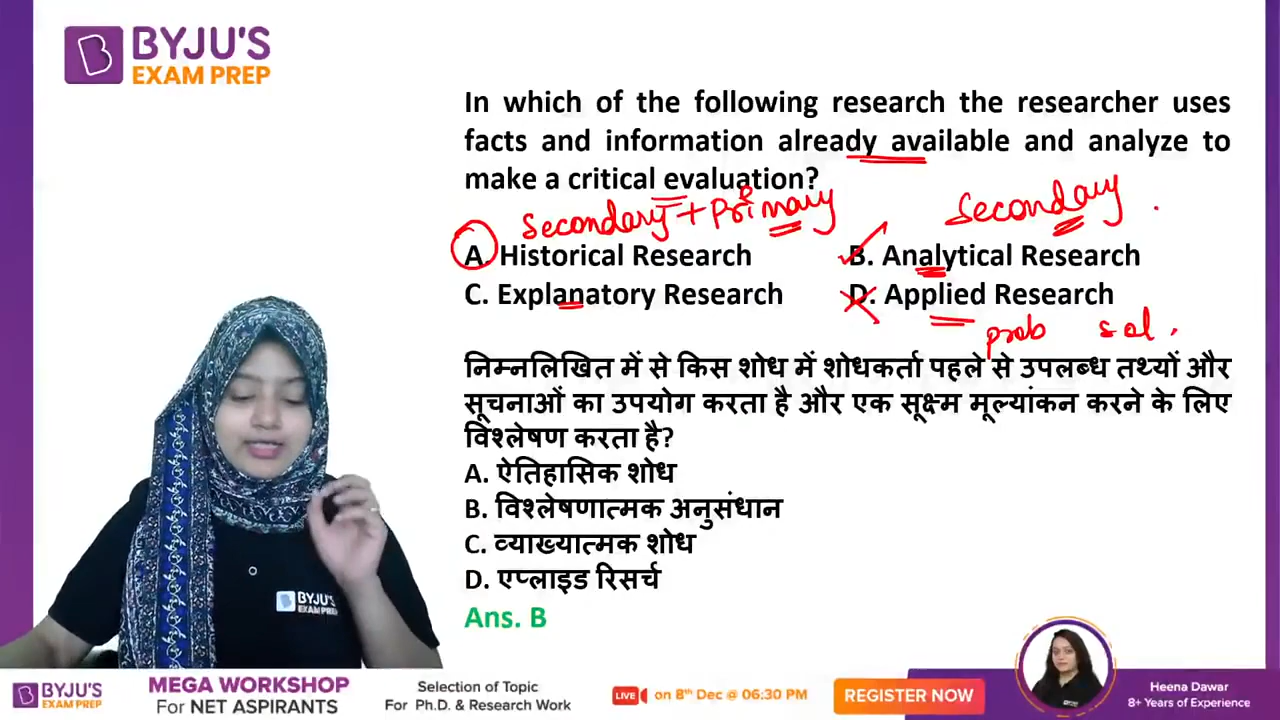 BYJU'S
EXAM PREP
In which of the following research the researcher uses
facts and information already available and analyze to
make a critical evaluation?
Secondary + Primary
Secondary
A. Historical Research
B. Analytical Research
C. Explanatory Research
D. Applied Research
prob sol
निम्नलिखित में से किस शोध में शोधकर्ता पहले से उपलब्ध तथ्यों और
सूचनाओं का उपयोग करता है और एक सूक्ष्म मूल्यांकन करने के लिए
विश्लेषण करता है?
A. ऐतिहासिक शोध
B. विश्लेषणात्मक अनुसंधान
C. व्याख्यात्मक शोध
D. एप्लाइड रिसर्च
Ans. B
BYJU'S
EXAM PREP
BYJU'S
EXAM PREP
MEGA WORKSHOP
For NET ASPIRANTS
Selection of Topic
For Ph.D. & Research Work
LIVE on 8th Dec @ 06:30 PM
REGISTER NOW
Heena Dawar
8+ Years of Experience